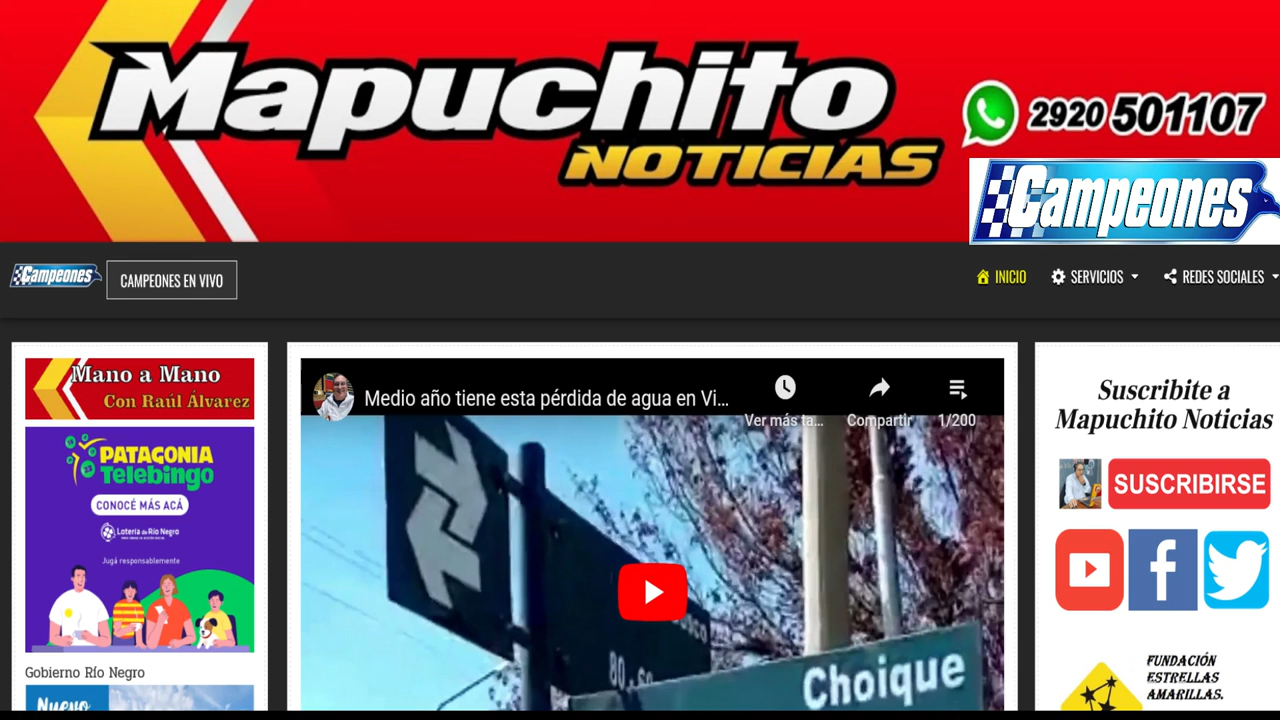 Mapuchito
NOTICIAS
2920 501107
Campeones
Campeones
CAMPEONES EN VIVO
INICIO
SERVICIOS
REDES SOCIALES
Mano a Mano
Con Raúl Álvarez
PATAGONIA
Telebingo
CONOCÉ MÁS ACÁ
Lotería de Río Negro
Jugá responsablemente
Gobierno Río Negro
Nuevo
Medio año tiene esta pérdida de agua en Vi...
Ver más ta...
Compartir
1/200
Choique
Suscribite a
Mapuchito Noticias
SUSCRIBIRSE
FUNDACIÓN
ESTRELLAS
AMARILLAS.